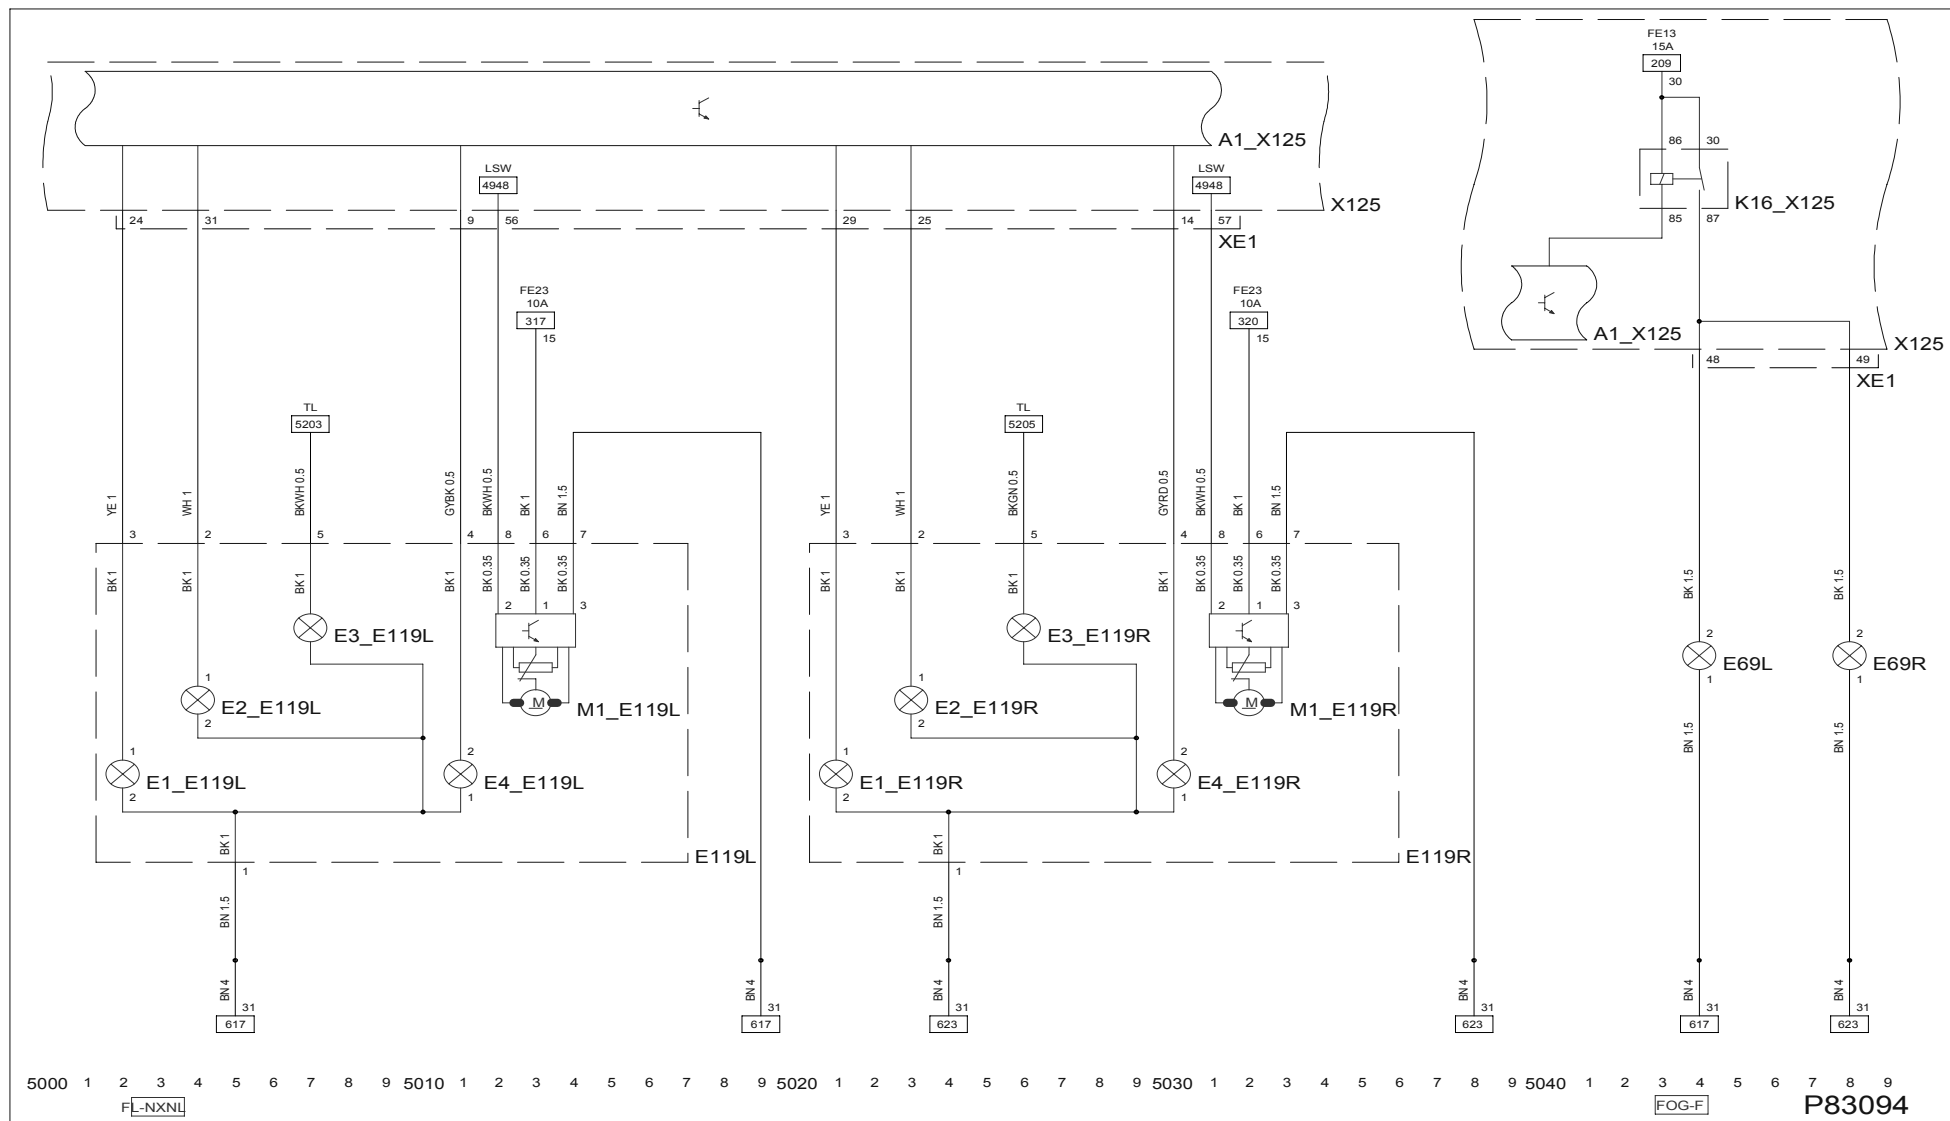 FE13
15A
209
30
86 30
K16_X125
85 87
A1_X125
X125
48 49
XE1
A1_X125
LSW
4948
LSW
4948
X125
24 31 9 56 29 25 14 57
XE1
FE23
10A
317
15
FE23
10A
320
15
TL
5203
TL
5205
YE 1
WH 1
BKWH 0.5
GYBK 0.5
BKWH 0.5
BK 1
BN 1.5
YE 1
WH 1
BKGN 0.5
GYRD 0.5
BKWH 0.5
BK 1
BN 1.5
3 2 5 4 8 6 7 3 2 5 4 8 6 7
BK 1
BK 1
BK 1
BK 1
BK 0.35
BK 0.35
BK 0.35
BK 1
BK 1
BK 1
BK 1
BK 0.35
BK 0.35
BK 0.35
BK 1.5
BK 1.5
2 1 3 2 1 3
E3_E119L
E3_E119R
2 2
E69L
E69R
1 1
1
E2_E119L
2
M
M1_E119L
1
E2_E119R
2
M
M1_E119R
1 2
E1_E119L
E4_E119L
2 1
1 2
E1_E119R
E4_E119R
2 1
BN 1.5
BN 1.5
BK 1
E119L
1
BK 1
E119R
1
BN 1.5
BN 1.5
BN 4
31
617
BN 4
31
617
BN 4
31
623
BN 4
31
623
BN 4
31
617
BN 4
31
623
5000 1 2 3 4 5 6 7 8 9 5010 1 2 3 4 5 6 7 8 9 5020 1 2 3 4 5 6 7 8 9 5030 1 2 3 4 5 6 7 8 9 5040 1 2 3 4 5 6 7 8 9
FL-NXNL
FOG-F
P83094